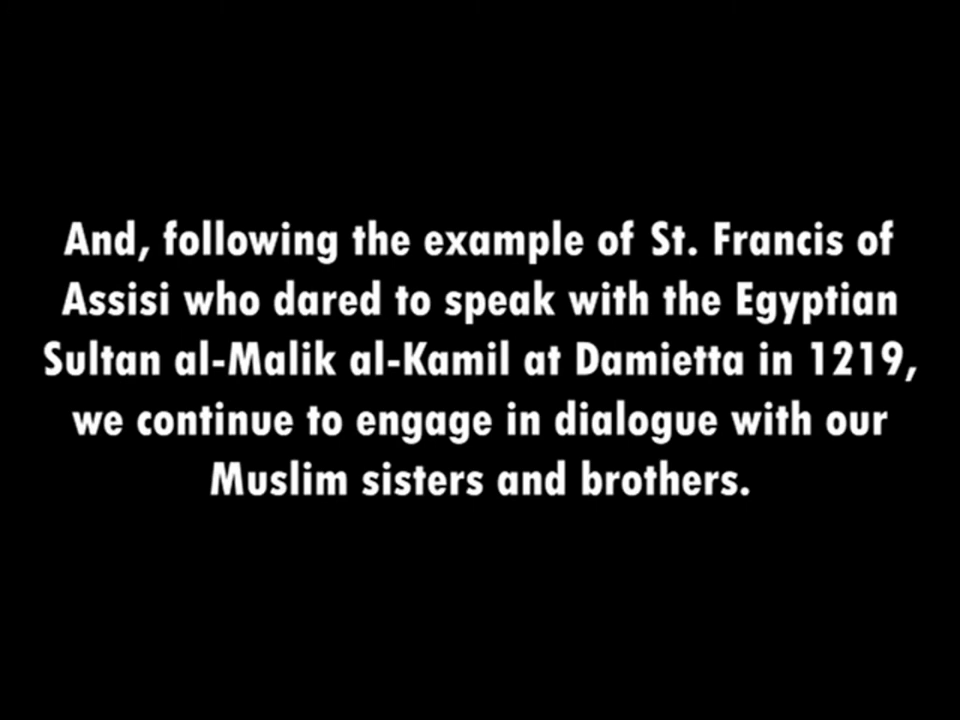 And, following the example of St. Francis of
Assisi who dared to speak with the Egyptian
Sultan al-Malik al-Kamil at Damietta in 1219,
we continue to engage in dialogue with our
Muslim sisters and brothers.